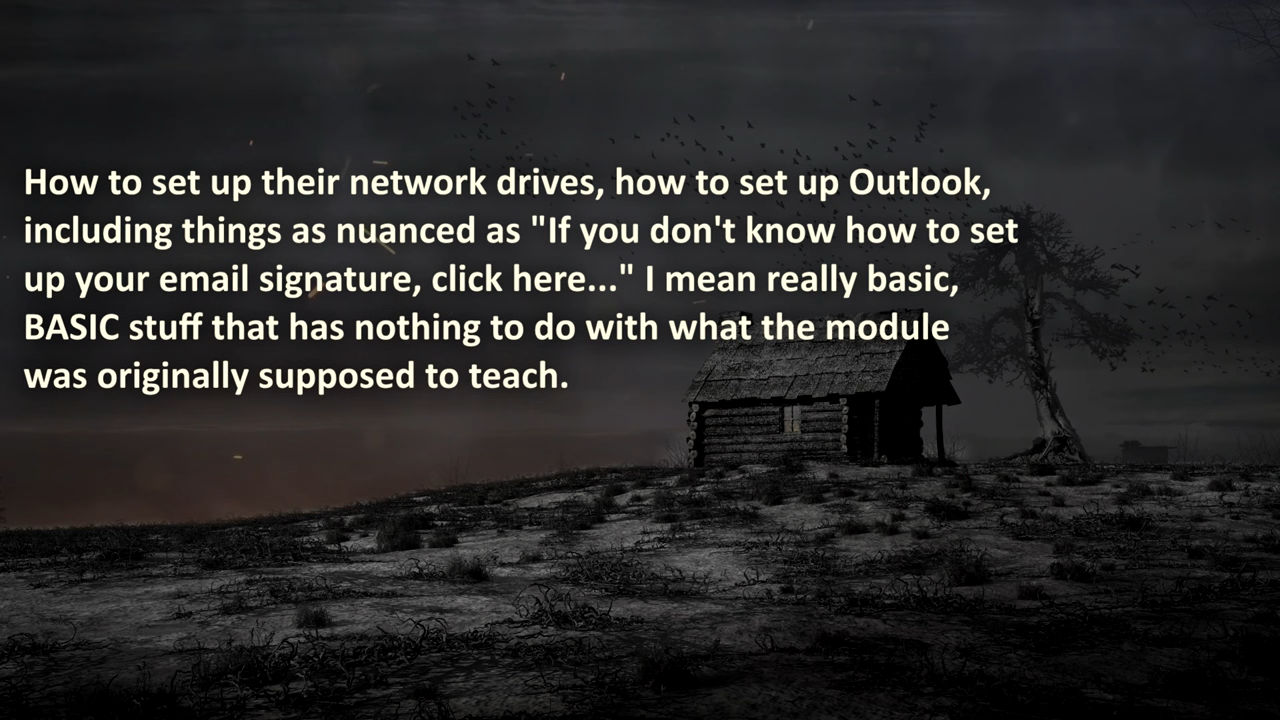 How to set up their network drives, how to set up Outlook,
including things as nuanced as "If you don't know how to set
up your email signature, click here..." I mean really basic,
BASIC stuff that has nothing to do with what the module
was originally supposed to teach.